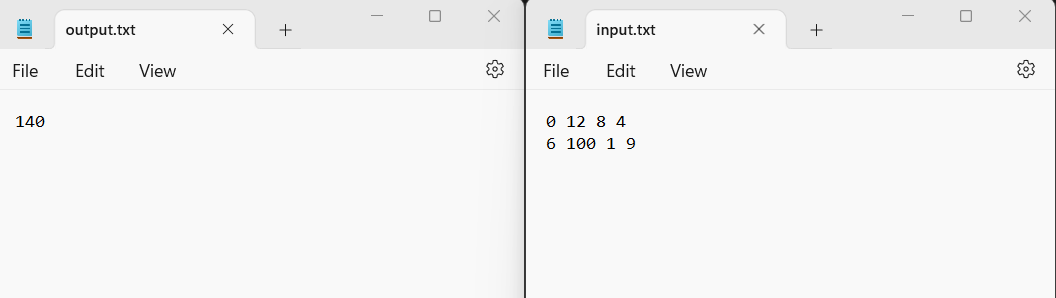 output.txt
File Edit View
140
input.txt
File Edit View
0 12 8 4
6 100 1 9